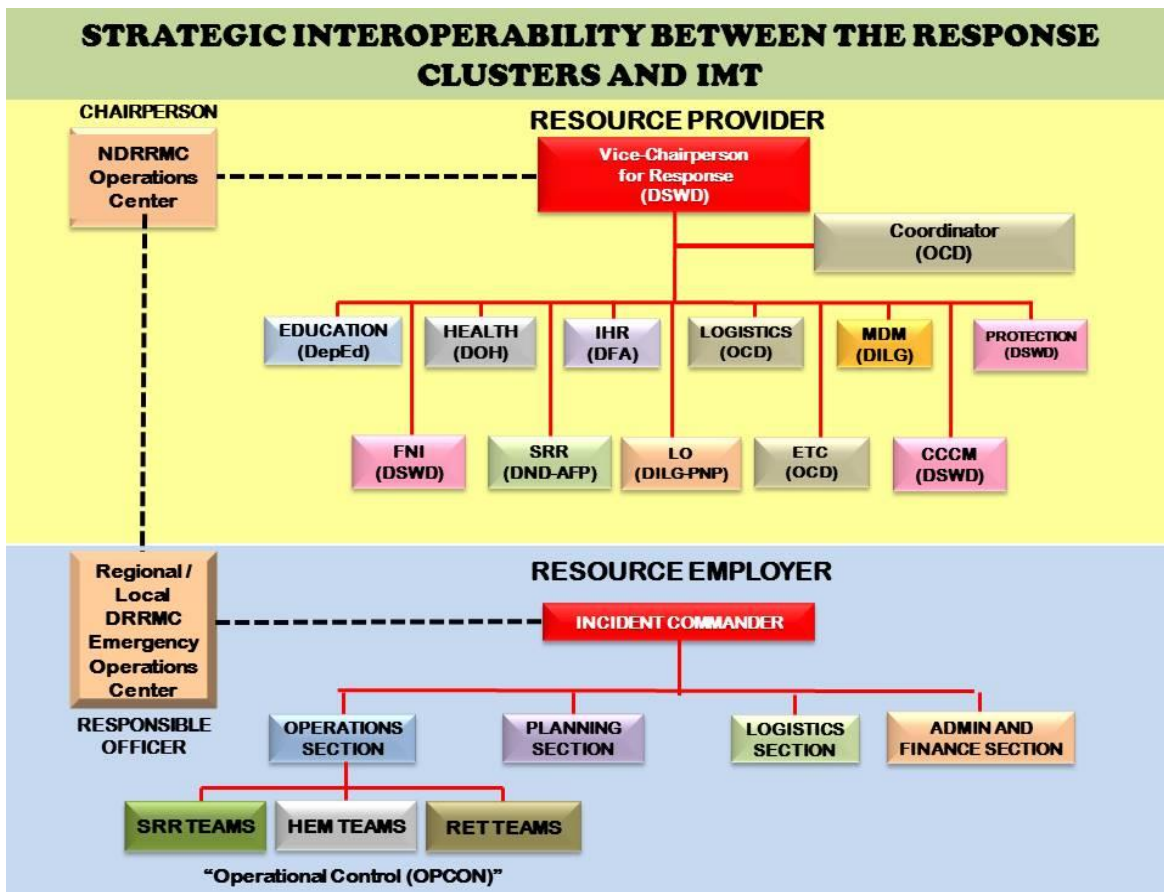 STRATEGIC INTEROPERABILITY BETWEEN THE RESPONSE
CLUSTERS AND IMT
CHAIRPERSON
NDRRMC
Operations
Center
RESOURCE PROVIDER
Vice-Chairperson
for Response
(DSWD)
Coordinator
(OCD)
EDUCATION
(DepEd)
HEALTH
(DOH)
IHR
(DFA)
LOGISTICS
(OCD)
MDM
(DILG)
PROTECTION
(DSWD)
FNI
(DSWD)
SRR
(DND-AFP)
LO
(DILG-PNP)
ETC
(OCD)
CCCM
(DSWD)
Regional /
Local
DRRMC
Emergency
Operations
Center
RESPONSIBLE
OFFICER
RESOURCE EMPLOYER
INCIDENT COMMANDER
OPERATIONS
SECTION
PLANNING
SECTION
LOGISTICS
SECTION
ADMIN AND
FINANCE SECTION
SRR TEAMS
HEM TEAMS
RET TEAMS
“Operational Control (OPCON)”